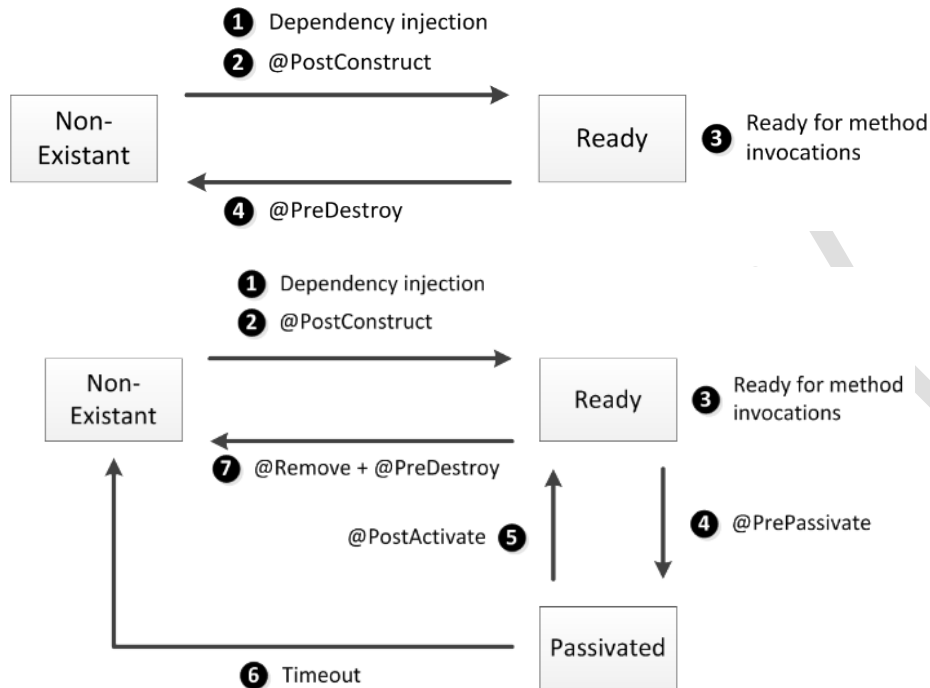 1 Dependency injection
2 @PostConstruct
Non-
Existant
Ready
3 Ready for method
invocations
4 @PreDestroy
1 Dependency injection
2 @PostConstruct
Non-
Existant
Ready
3 Ready for method
invocations
7 @Remove + @PreDestroy
@PostActivate 5
4 @PrePassivate
Passivated
6 Timeout